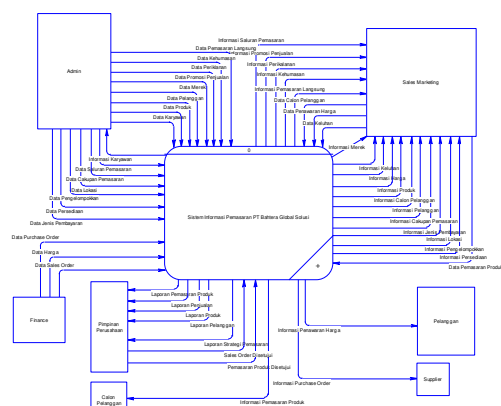 Informasi Saluran Pemasaran
Data Pemasaran Langsung
Informasi Promosi Penjualan
Data Kehumasan
Informasi Periklanan
Data Periklanan
Informasi Kehumasan
Admin
Data Promosi Penjualan
Sales Marketing
Data Merek
Informasi Pemasaran Langsung
Data Pelanggan
Data Calon Pelanggan
Data Produk
Data Penawaran Harga
Data Karyawan
Data Keluhan
Informasi Merek
0
Informasi Karyawan
Informasi Keluhan
Data Saluran Pemasaran
Informasi Harga
Data Cakupan Pemasaran
Data Lokasi
Informasi Produk
Data Pengelompokkan
Informasi Calon Pelanggan
Data Persediaan
Informasi Pelanggan
Data Jenis Pembayaran
Sistem Informasi Pemasaran PT Bahtera Global Solusi
Informasi Cakupan Pemasaran
Informasi Jenis Pembayaran
Data Purchase Order
Informasi Lokasi
Data Harga
Informasi Pengelompokkan
Informasi Persediaan
Data Sales Order
+
Data Pemasaran Produk
Laporan Pemasaran Produk
Laporan Penjualan
Laporan Produk
Laporan Pelanggan
Finance
Pimpinan
Perusahaan
Informasi Penawaran Harga
Pelanggan
Laporan Strategi Pemasaran
Sales Order Disetujui
Pemasaran Produk Disetujui
Informasi Purchase Order
Supplier
Calon
Pelanggan
Informasi Pemasaran Produk